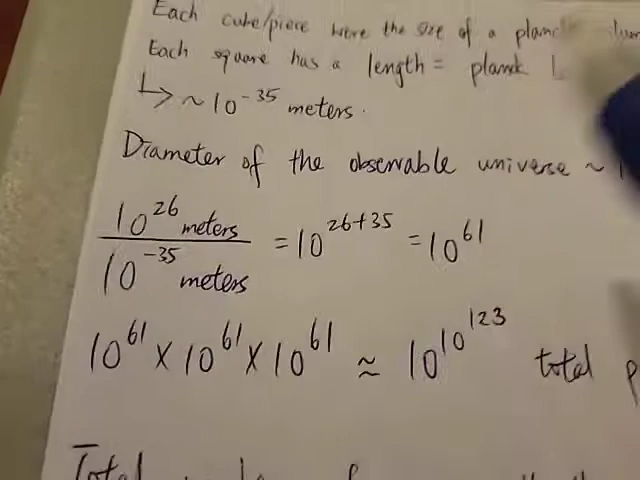 Each cube/piece were the size of a planck
Each square has a length = planck L
↳ ~10^-35 meters.
Diameter of the observable universe ~ 1
10^26 meters / 10^-35 meters = 10^26+35 = 10^61
10^61 x 10^61 x 10^61 ≈ 10^10^123 total p
Total